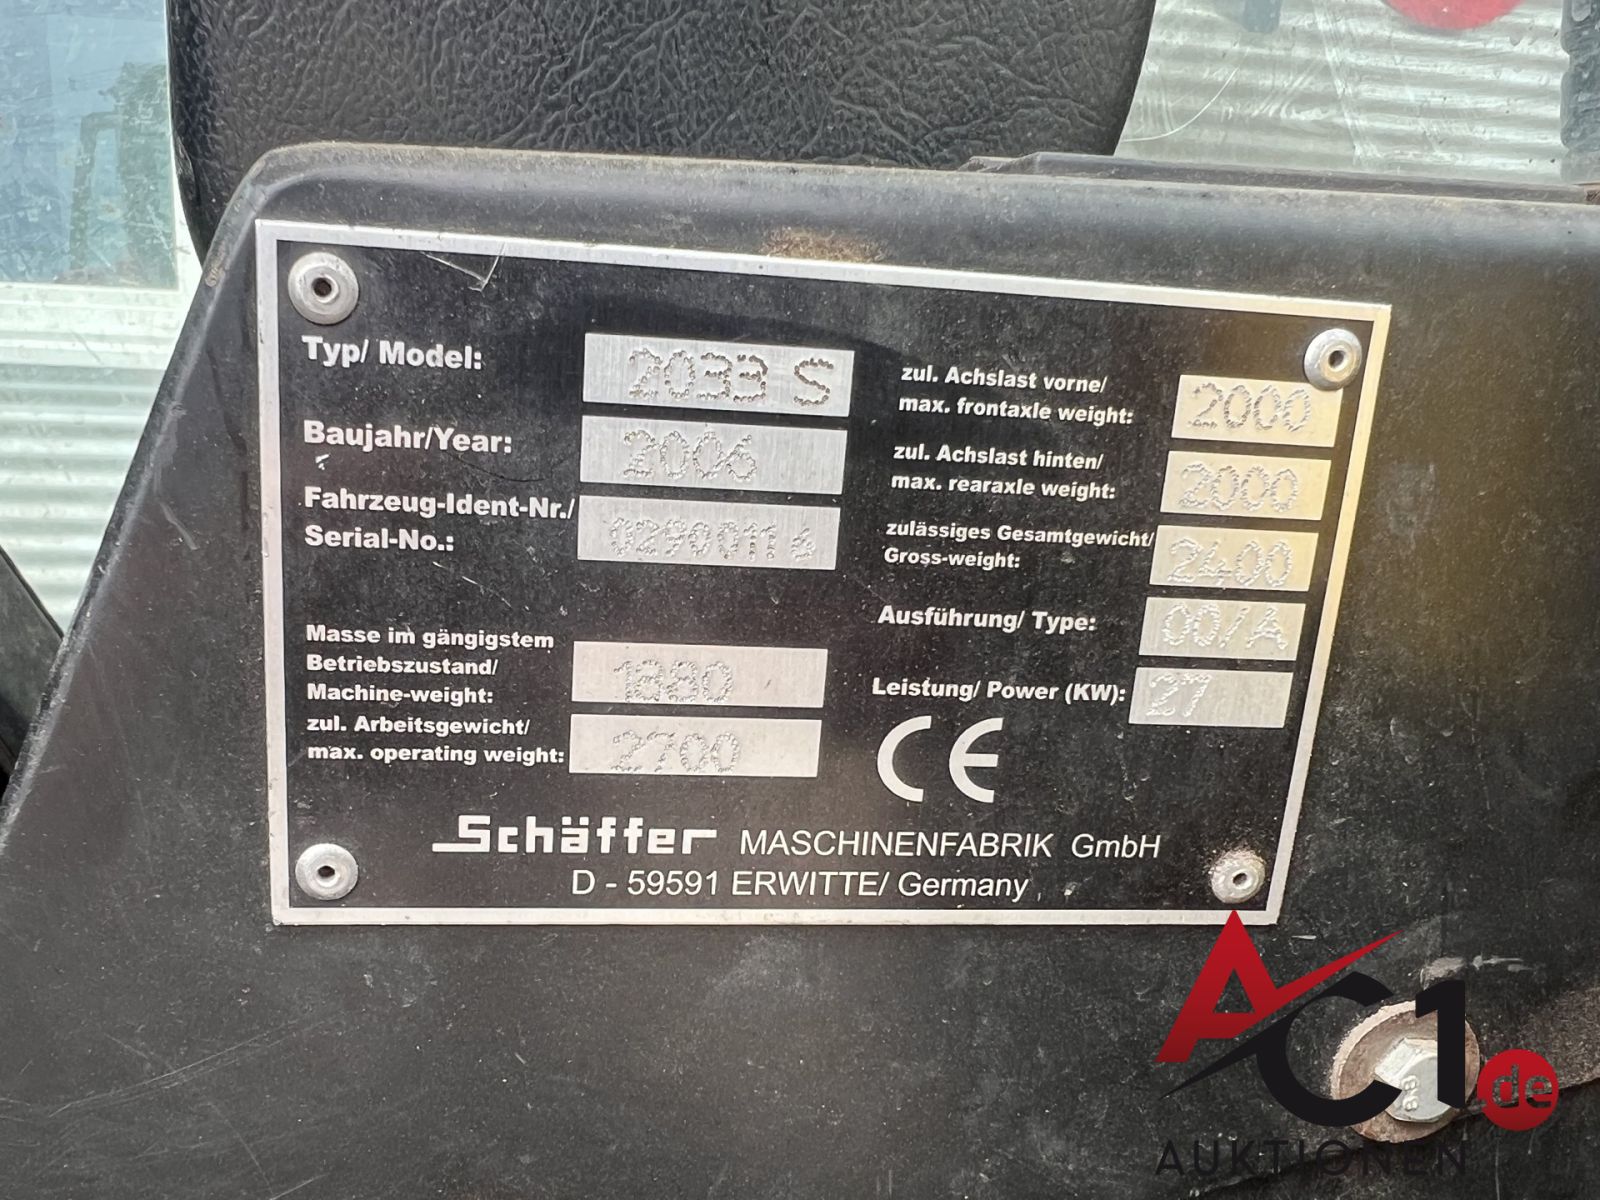 Typ/ Model: 2033 S
Baujahr/Year: 2006
Fahrzeug-Ident-Nr./
Serial-No.:
Masse im gängigstem
Betriebszustand/
Machine-weight: 1880
zul. Arbeitsgewicht/
max. operating weight: 2700
zul. Achslast vorne/
max. frontaxle weight: 2000
zul. Achslast hinten/
max. rearaxle weight: 2000
zulässiges Gesamtgewicht/
Gross-weight: 2400
Ausführung/ Type: 00/A
Leistung/ Power (KW): 27
CE
Schäffer MASCHINENFABRIK GmbH
D - 59591 ERWITTE/ Germany
8.8
AC1.de
AUKTIONEN